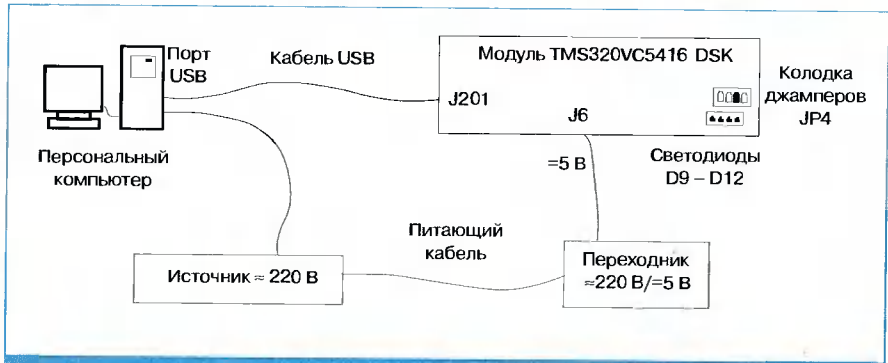 Порт
USB
Кабель USB
Модуль TMS320VC5416 DSK
J201
J6
Колодка
джамперов
JP4
Персональный
компьютер
=5 В
Светодиоды
D9 – D12
Питающий
кабель
Источник ≈ 220 В
Переходник
≈220 В/=5 В